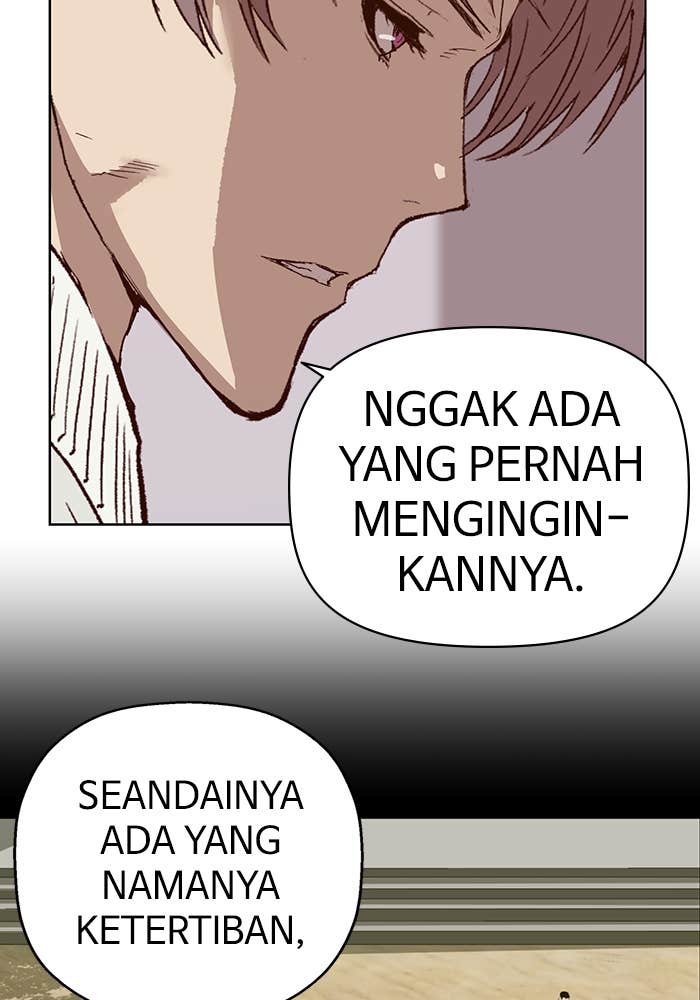 NGGAK ADA
YANG PERNAH
MENGINGIN-
KANNYA.
SEANDAINYA
ADA YANG
NAMANYA
KETERTIBAN,